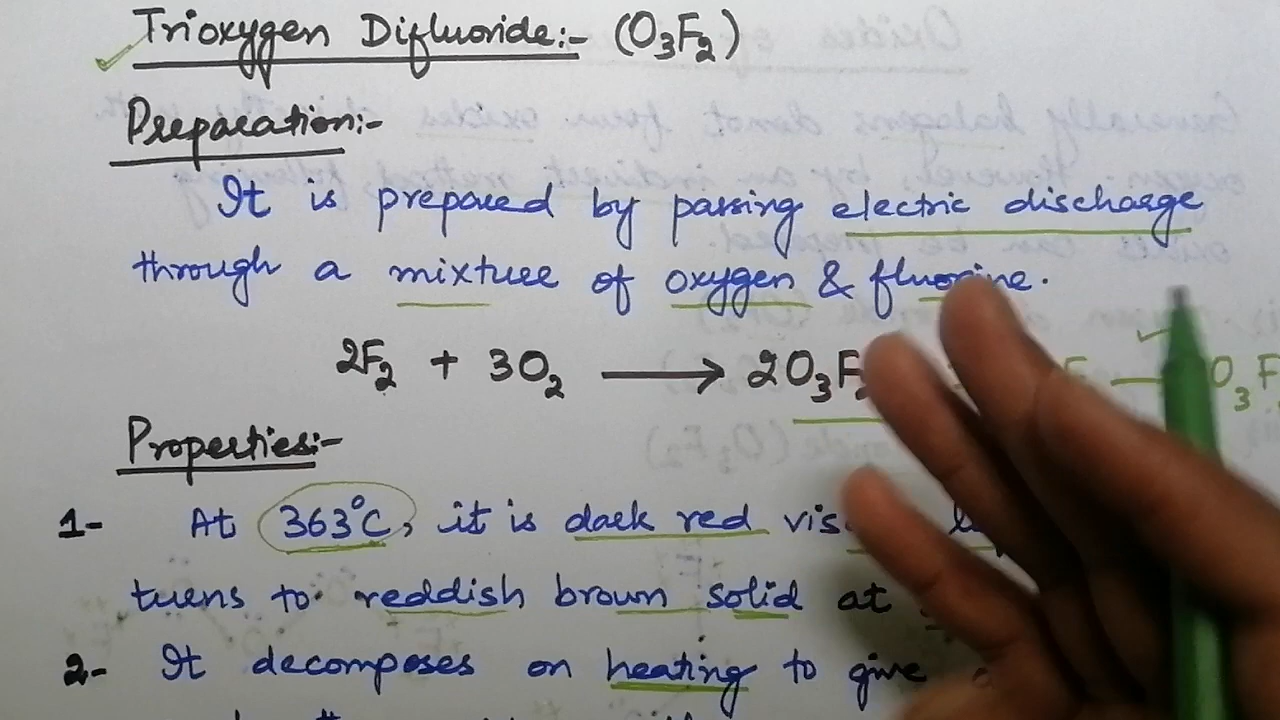 Trioxygen Difluoride:- (O₃F₂)
Preparation:-
It is prepared by passing electric discharge
through a mixture of oxygen & fluorine.
2F₂ + 3O₂ ⟶ 2O₃F
O₃F
Properties:-
1- At 363°C, it is dark red
turns to reddish brown solid at
2- It decomposes on heating to give